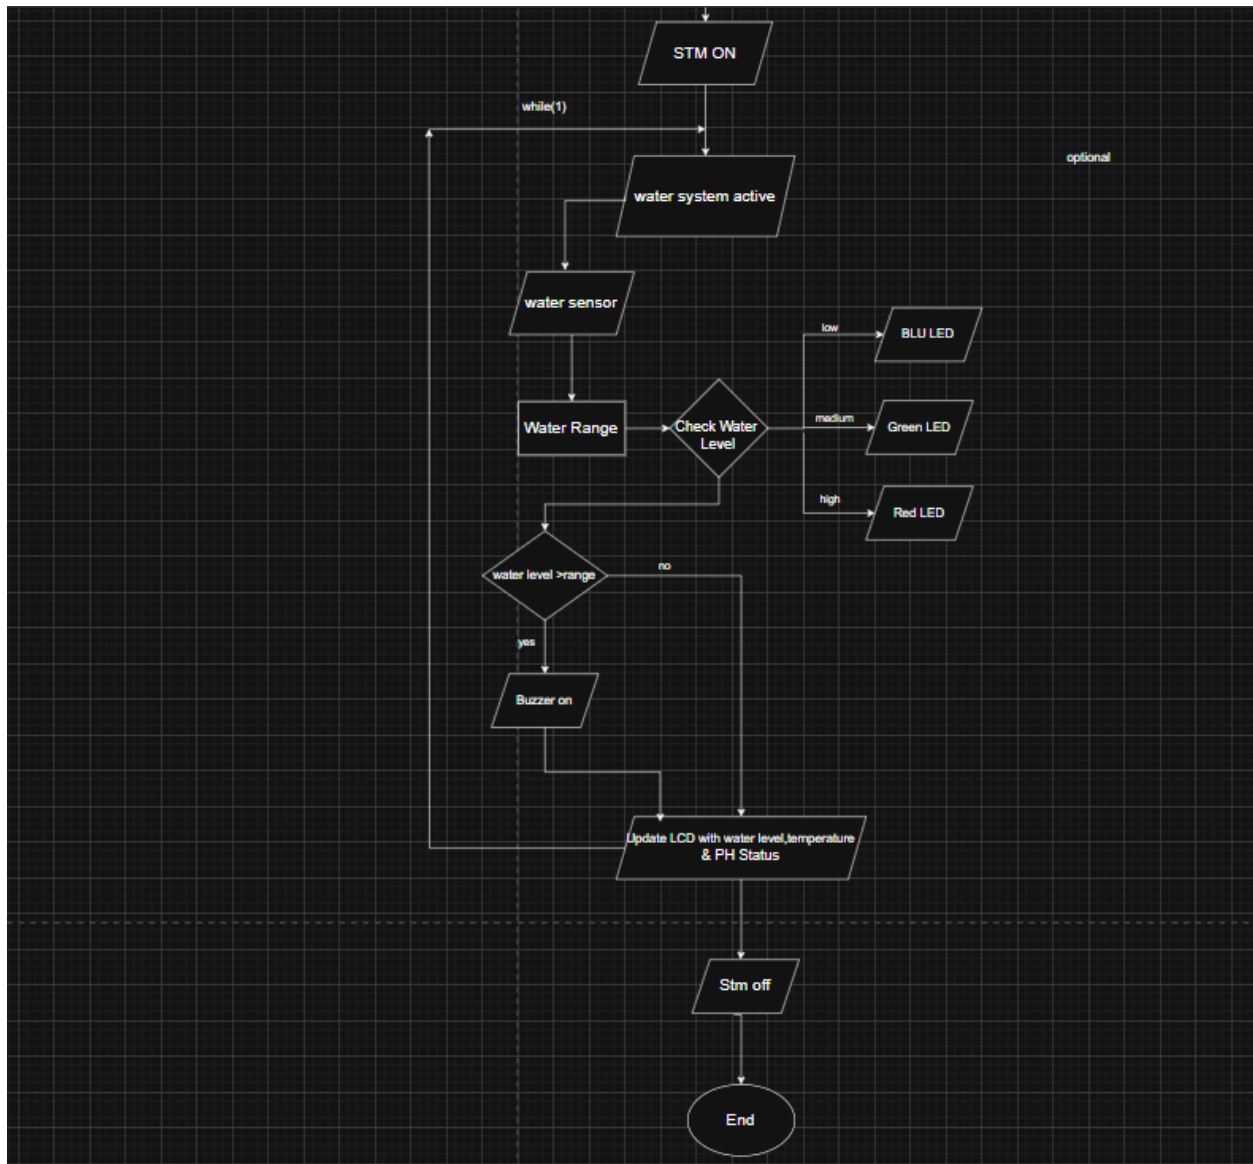 STM ON
while(1)
optional
water system active
water sensor
low
BLU LED
Water Range
Check Water
Level
medium
Green LED
high
Red LED
water level >range
no
yes
Buzzer on
Update LCD with water level,temperature
& PH Status
Stm off
End